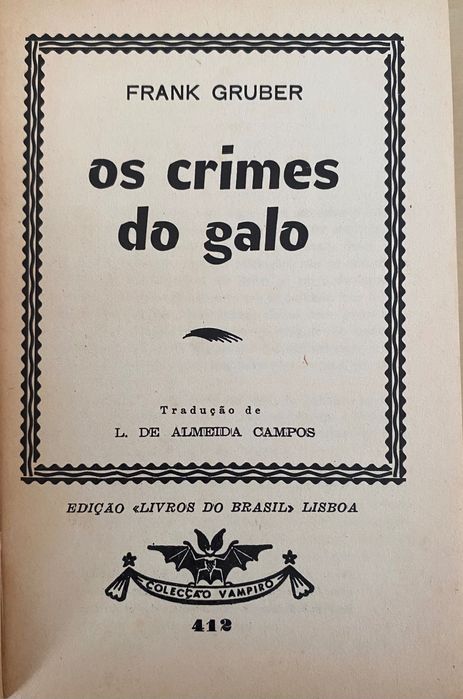 FRANK GRUBER
os crimes
do galo
Tradução de
L. DE ALMEIDA CAMPOS
EDIÇÃO «LIVROS DO BRASIL» LISBOA
COLECÇÃO VAMPIRO
412